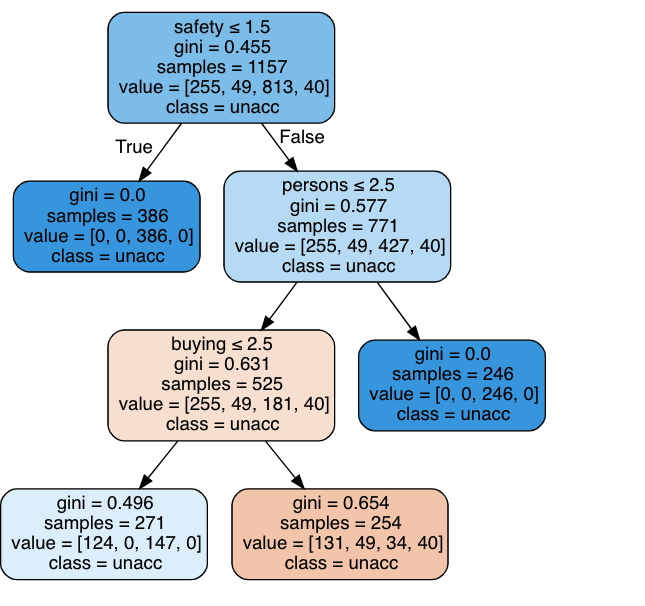 safety ≤ 1.5
gini = 0.455
samples = 1157
value = [255, 49, 813, 40]
class = unacc
True
False
gini = 0.0
samples = 386
value = [0, 0, 386, 0]
class = unacc
persons ≤ 2.5
gini = 0.577
samples = 771
value = [255, 49, 427, 40]
class = unacc
buying ≤ 2.5
gini = 0.631
samples = 525
value = [255, 49, 181, 40]
class = unacc
gini = 0.0
samples = 246
value = [0, 0, 246, 0]
class = unacc
gini = 0.496
samples = 271
value = [124, 0, 147, 0]
class = unacc
gini = 0.654
samples = 254
value = [131, 49, 34, 40]
class = unacc